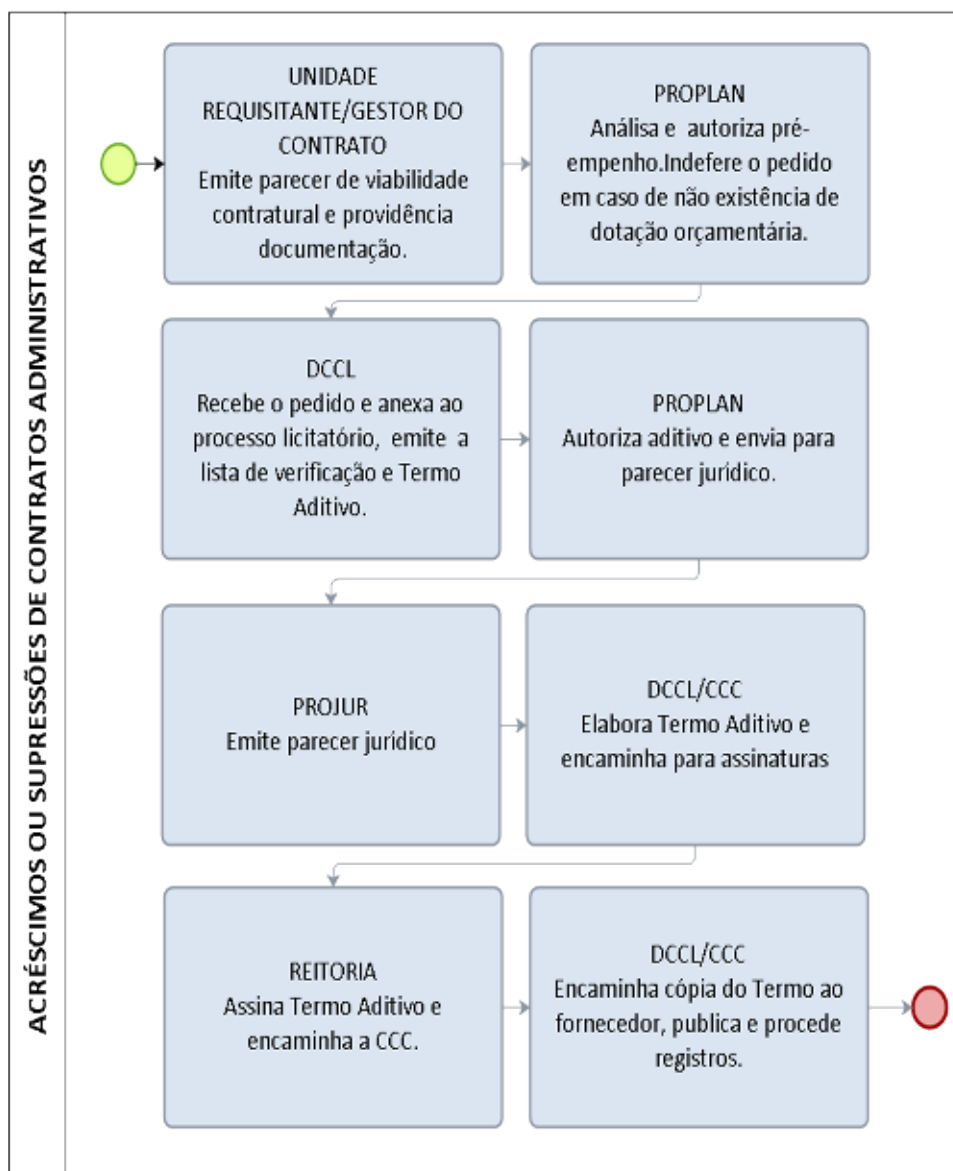 ACRÉSCIMOS OU SUPRESSÕES DE CONTRATOS ADMINISTRATIVOS
UNIDADE
REQUISITANTE/GESTOR DO
CONTRATO
Emite parecer de viabilidade
contratural e providência
documentação.
PROPLAN
Análisa e autoriza pré-
empenho.Indefere o pedido
em caso de não existência de
dotação orçamentária.
DCCL
Recebe o pedido e anexa ao
processo licitatório, emite a
lista de verificação e Termo
Aditivo.
PROPLAN
Autoriza aditivo e envia para
parecer jurídico.
PROJUR
Emite parecer jurídico
DCCL/CCC
Elabora Termo Aditivo e
encaminha para assinaturas
REITORIA
Assina Termo Aditivo e
encaminha a CCC.
DCCL/CCC
Encaminha cópia do Termo ao
fornecedor, publica e procede
registros.